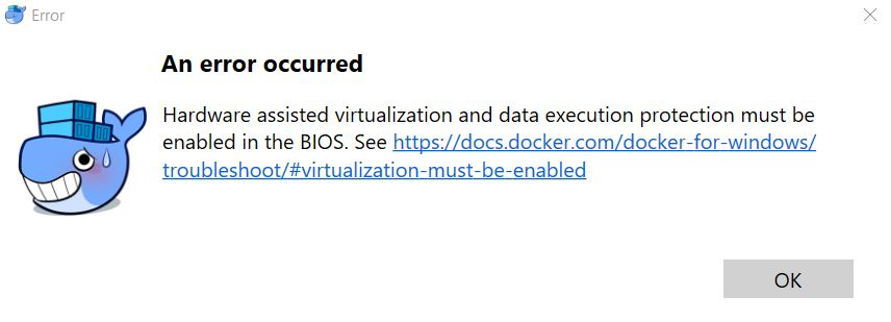 Error
An error occurred
Hardware assisted virtualization and data execution protection must be
enabled in the BIOS. See https://docs.docker.com/docker-for-windows/
troubleshoot/#virtualization-must-be-enabled
OK